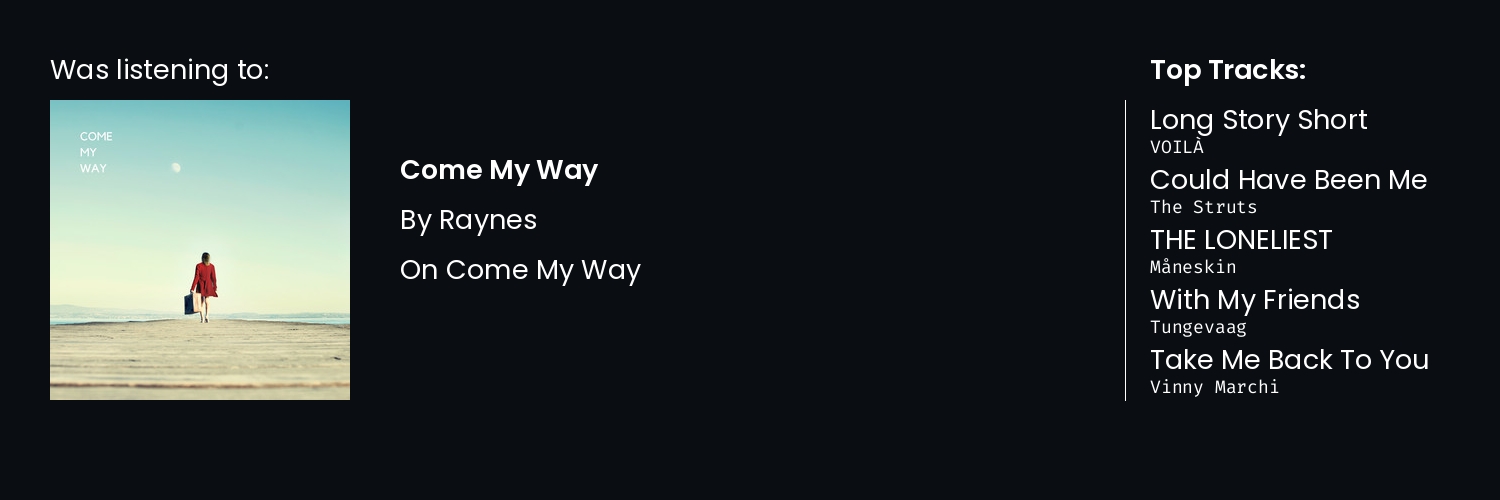 Was listening to:
COME
MY
WAY
Come My Way
By Raynes
On Come My Way
Top Tracks:
Long Story Short
VOILÀ
Could Have Been Me
The Struts
THE LONELIEST
Måneskin
With My Friends
Tungevaag
Take Me Back To You
Vinny Marchi